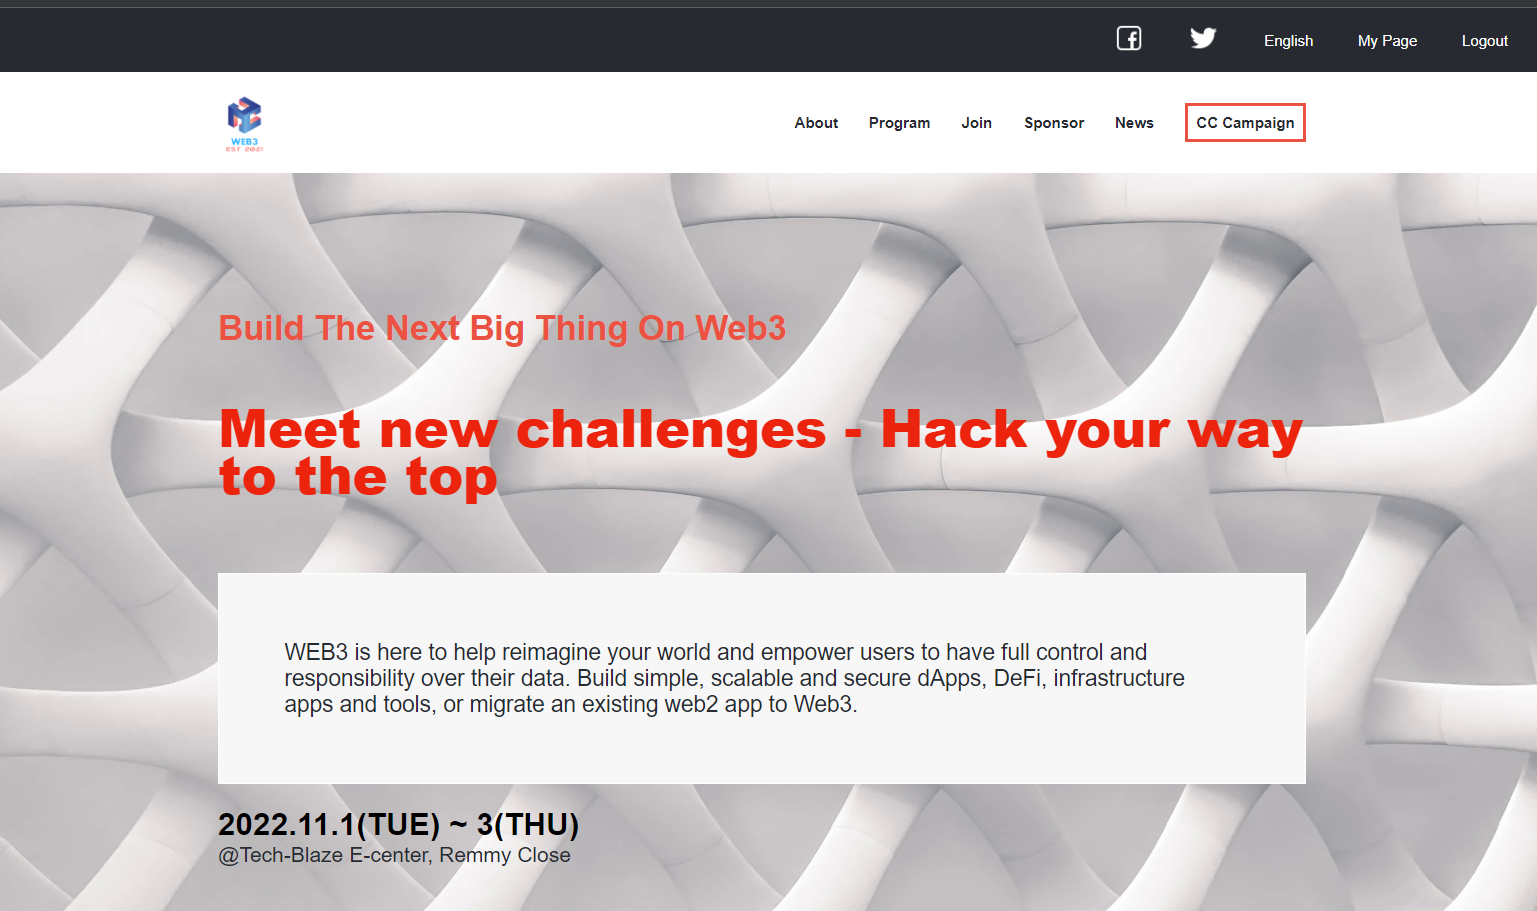 English
My Page
Logout
WEB3
EST 2021
About
Program
Join
Sponsor
News
CC Campaign
Build The Next Big Thing On Web3
Meet new challenges - Hack your way
to the top
WEB3 is here to help reimagine your world and empower users to have full control and
responsibility over their data. Build simple, scalable and secure dApps, DeFi, infrastructure
apps and tools, or migrate an existing web2 app to Web3.
2022.11.1(TUE) ~ 3(THU)
@Tech-Blaze E-center, Remmy Close